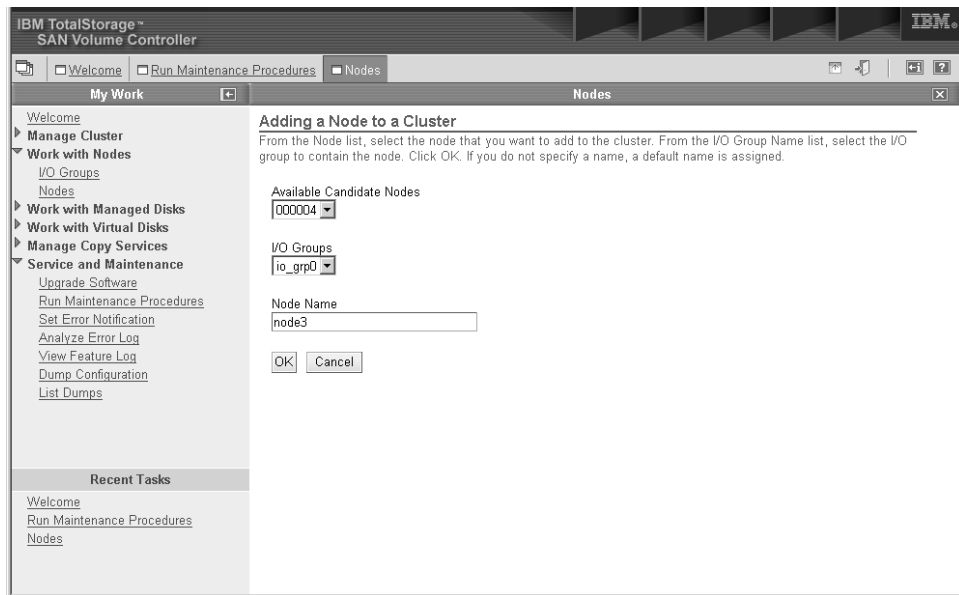 IBM TotalStorage™
SAN Volume Controller
IBM®
Welcome
Run Maintenance Procedures
Nodes
?
My Work
Nodes
Welcome
Manage Cluster
Work with Nodes
I/O Groups
Nodes
Work with Managed Disks
Work with Virtual Disks
Manage Copy Services
Service and Maintenance
Upgrade Software
Run Maintenance Procedures
Set Error Notification
Analyze Error Log
View Feature Log
Dump Configuration
List Dumps
Recent Tasks
Welcome
Run Maintenance Procedures
Nodes
Adding a Node to a Cluster
From the Node list, select the node that you want to add to the cluster. From the I/O Group Name list, select the I/O
group to contain the node. Click OK. If you do not specify a name, a default name is assigned.
Available Candidate Nodes
000004
I/O Groups
io_grp0
Node Name
node3
OK Cancel